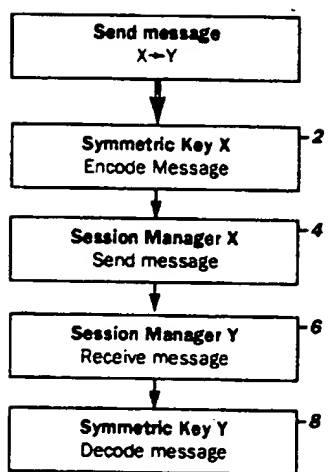 Send message
X←Y
Symmetric Key X
Encode Message
2
Session Manager X
Send message
4
Session Manager Y
Receive message
6
Symmetric Key Y
Decode message
8